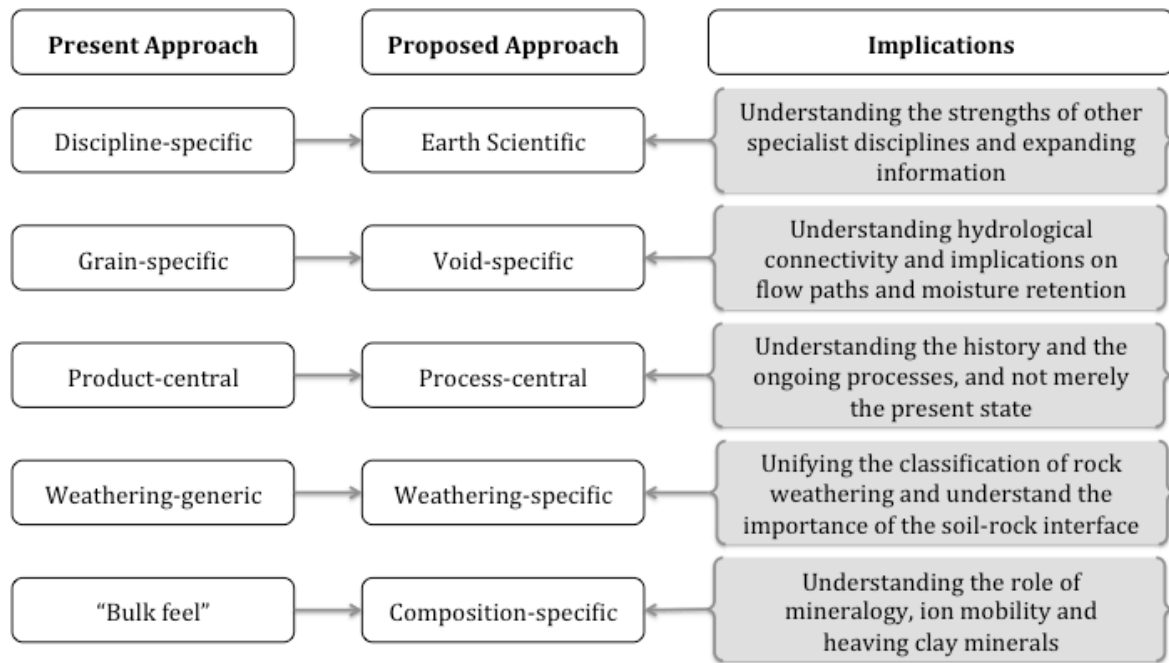 Present Approach
Proposed Approach
Implications
Discipline-specific
Earth Scientific
Understanding the strengths of other
specialist disciplines and expanding
information
Grain-specific
Void-specific
Understanding hydrological
connectivity and implications on
flow paths and moisture retention
Product-central
Process-central
Understanding the history and the
ongoing processes, and not merely
the present state
Weathering-generic
Weathering-specific
Unifying the classification of rock
weathering and understand the
importance of the soil-rock interface
“Bulk feel”
Composition-specific
Understanding the role of
mineralogy, ion mobility and
heaving clay minerals